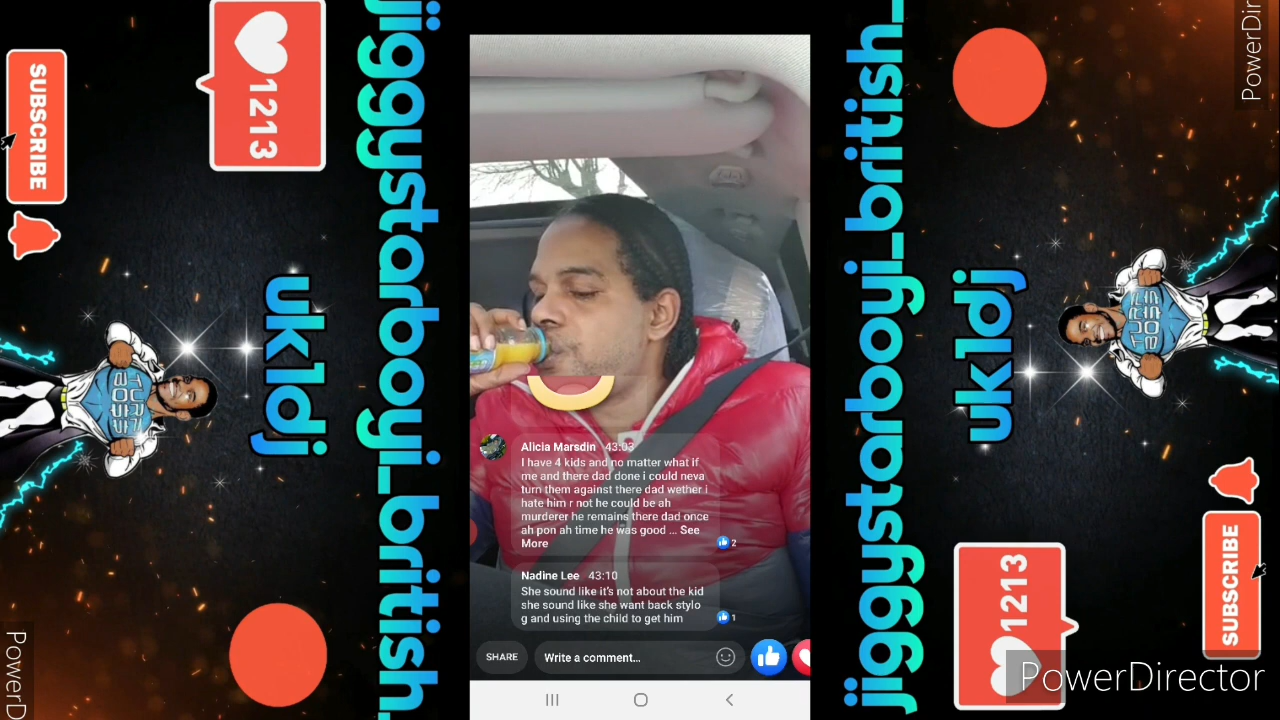 SUBSCRIBE
1213
jiggystarboyi_british_
uk1dj
TURF
BOSS
PowerD
Alicia Marsdin 43:03
I have 4 kids and no matter what if
me and there dad done i could neva
turn them against there dad wether i
hate him r not he could be ah
murderer he remains there dad once
ah pon ah time he was good ... See
More
2
Nadine Lee 43:10
She sound like it's not about the kid
she sound like she want back stylo
g and using the child to get him
1
SHARE
Write a comment...
jiggystarboyi_british_
uk1dj
TURF
BOSS
1213
SUBSCRIBE
PowerDir
PowerDirector